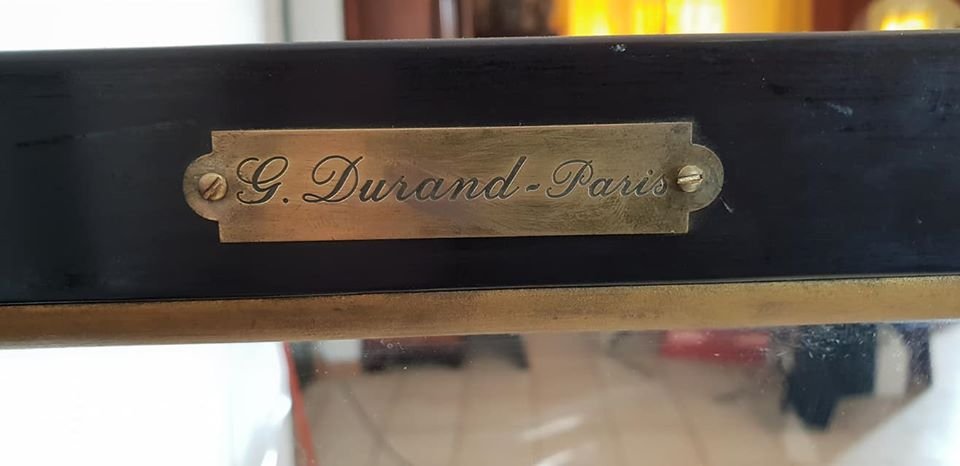 G. Durand - Paris